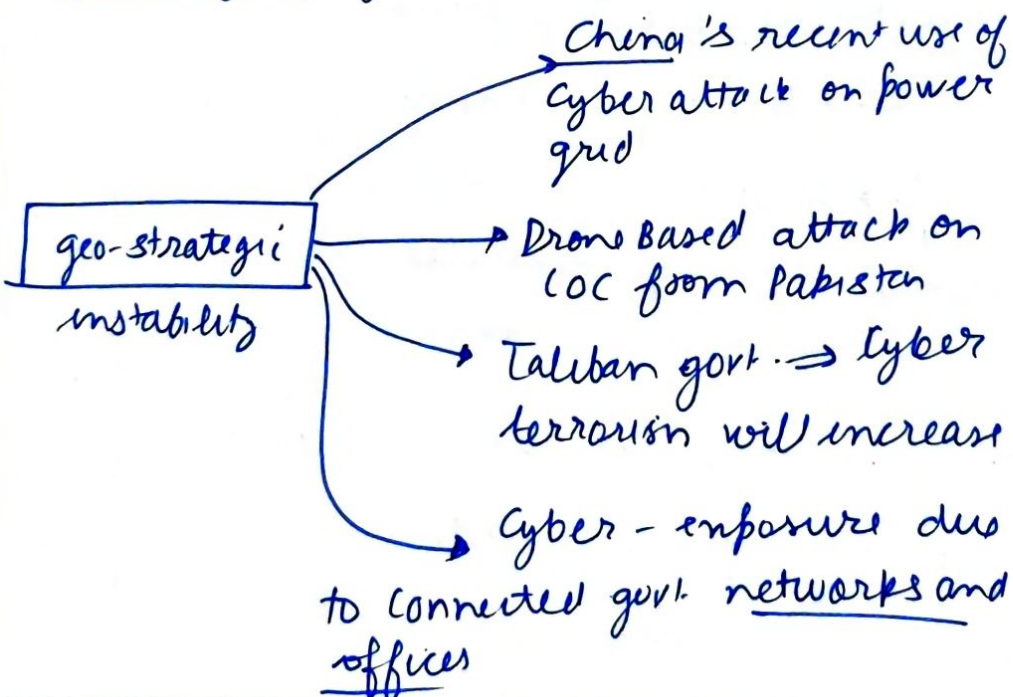 China's recent use of
Cyber attack on power
grid
geo-strategic
instability
Drone Based attack on
LOC from Pakistan
Taliban govt. ⇒ Cyber
terrorism will increase
Cyber - exposure due
to connected govt. networks and
offices